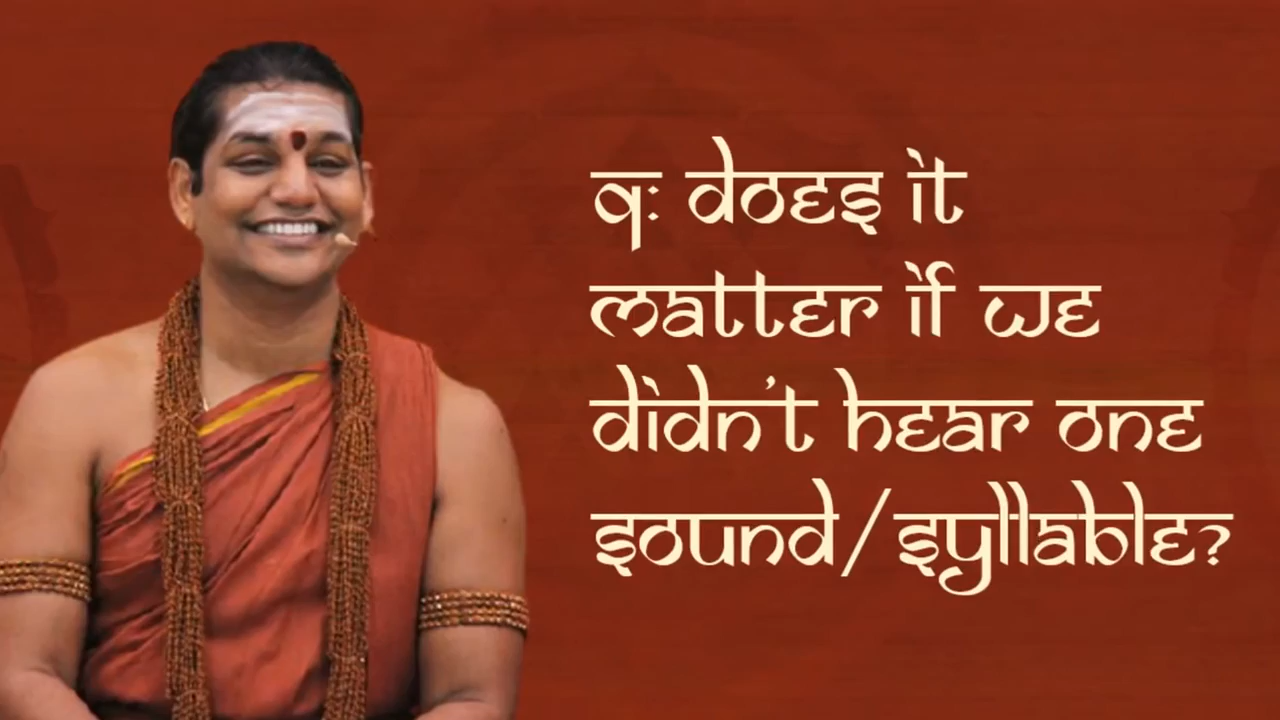 Q: DOES IT
MATTER IF WE
DIDN'T HEAR ONE
SOUND/SYLLABLE?